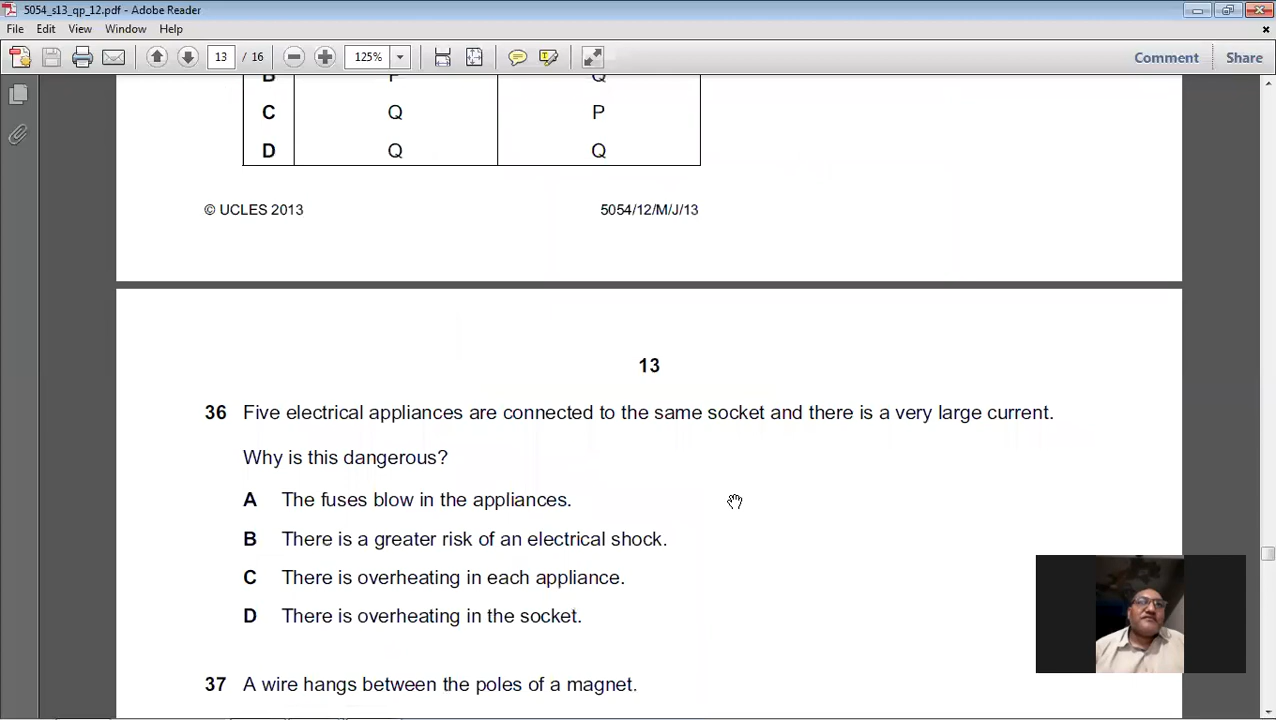 5054_s13_qp_12.pdf - Adobe Reader
File Edit View Window Help
13 / 16 125% Comment Share
B P Q
C Q P
D Q Q
© UCLES 2013 5054/12/M/J/13
13
36 Five electrical appliances are connected to the same socket and there is a very large current.
Why is this dangerous?
A The fuses blow in the appliances.
B There is a greater risk of an electrical shock.
C There is overheating in each appliance.
D There is overheating in the socket.
37 A wire hangs between the poles of a magnet.